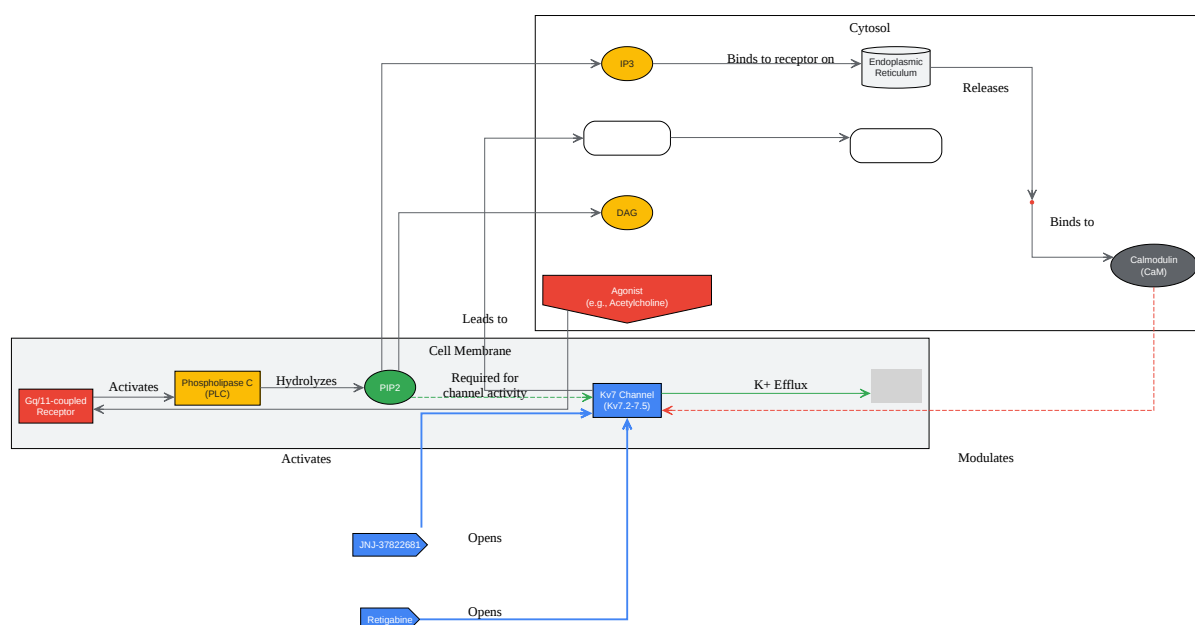 Cytosol
IP3
Binds to receptor on
Endoplasmic
Reticulum
Releases
DAG
Binds to
Calmodulin
(CaM)
Agonist
(e.g., Acetylcholine)
Leads to
Cell Membrane
Gq/11-coupled
Receptor
Activates
Phospholipase C
(PLC)
Hydrolyzes
PIP2
Required for
channel activity
Kv7 Channel
(Kv7.2-7.5)
K+ Efflux
Activates
Modulates
JNJ-37822681
Opens
Retigabine
Opens